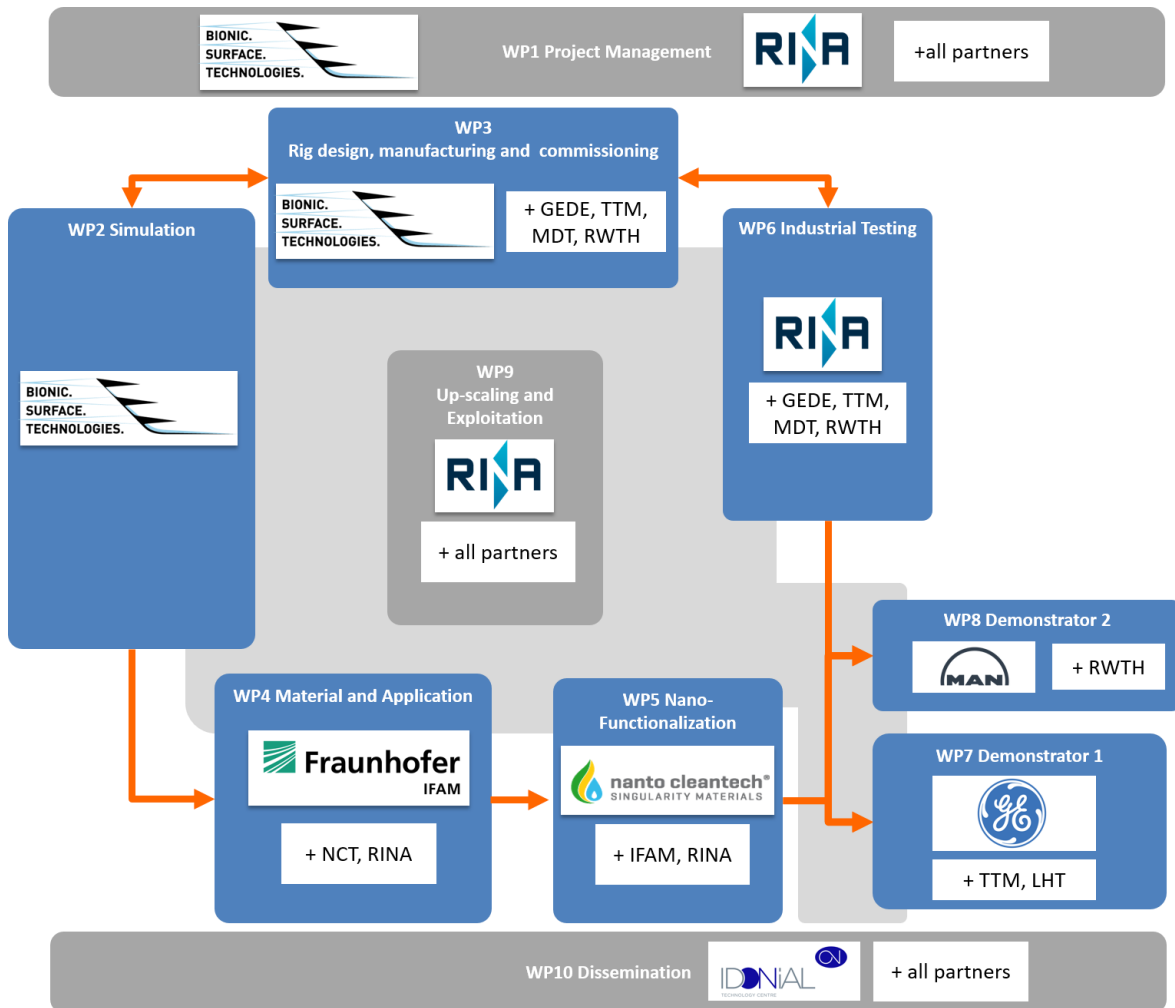 BIONIC.
SURFACE.
TECHNOLOGIES.
WP1 Project Management
RINA
+all partners
WP3
Rig design, manufacturing and commissioning
BIONIC.
SURFACE.
TECHNOLOGIES.
+ GEDE, TTM,
MDT, RWTH
WP2 Simulation
BIONIC.
SURFACE.
TECHNOLOGIES.
WP6 Industrial Testing
RINA
+ GEDE, TTM,
MDT, RWTH
WP9
Up-scaling and
Exploitation
RINA
+ all partners
WP8 Demonstrator 2
MAN
+ RWTH
WP4 Material and Application
Fraunhofer
IFAM
+ NCT, RINA
WP5 Nano-
Functionalization
nanto cleantech®
SINGULARITY MATERIALS
+ IFAM, RINA
WP7 Demonstrator 1
GE
+ TTM, LHT
WP10 Dissemination
IDONIAL
TECHNOLOGY CENTRE
+ all partners